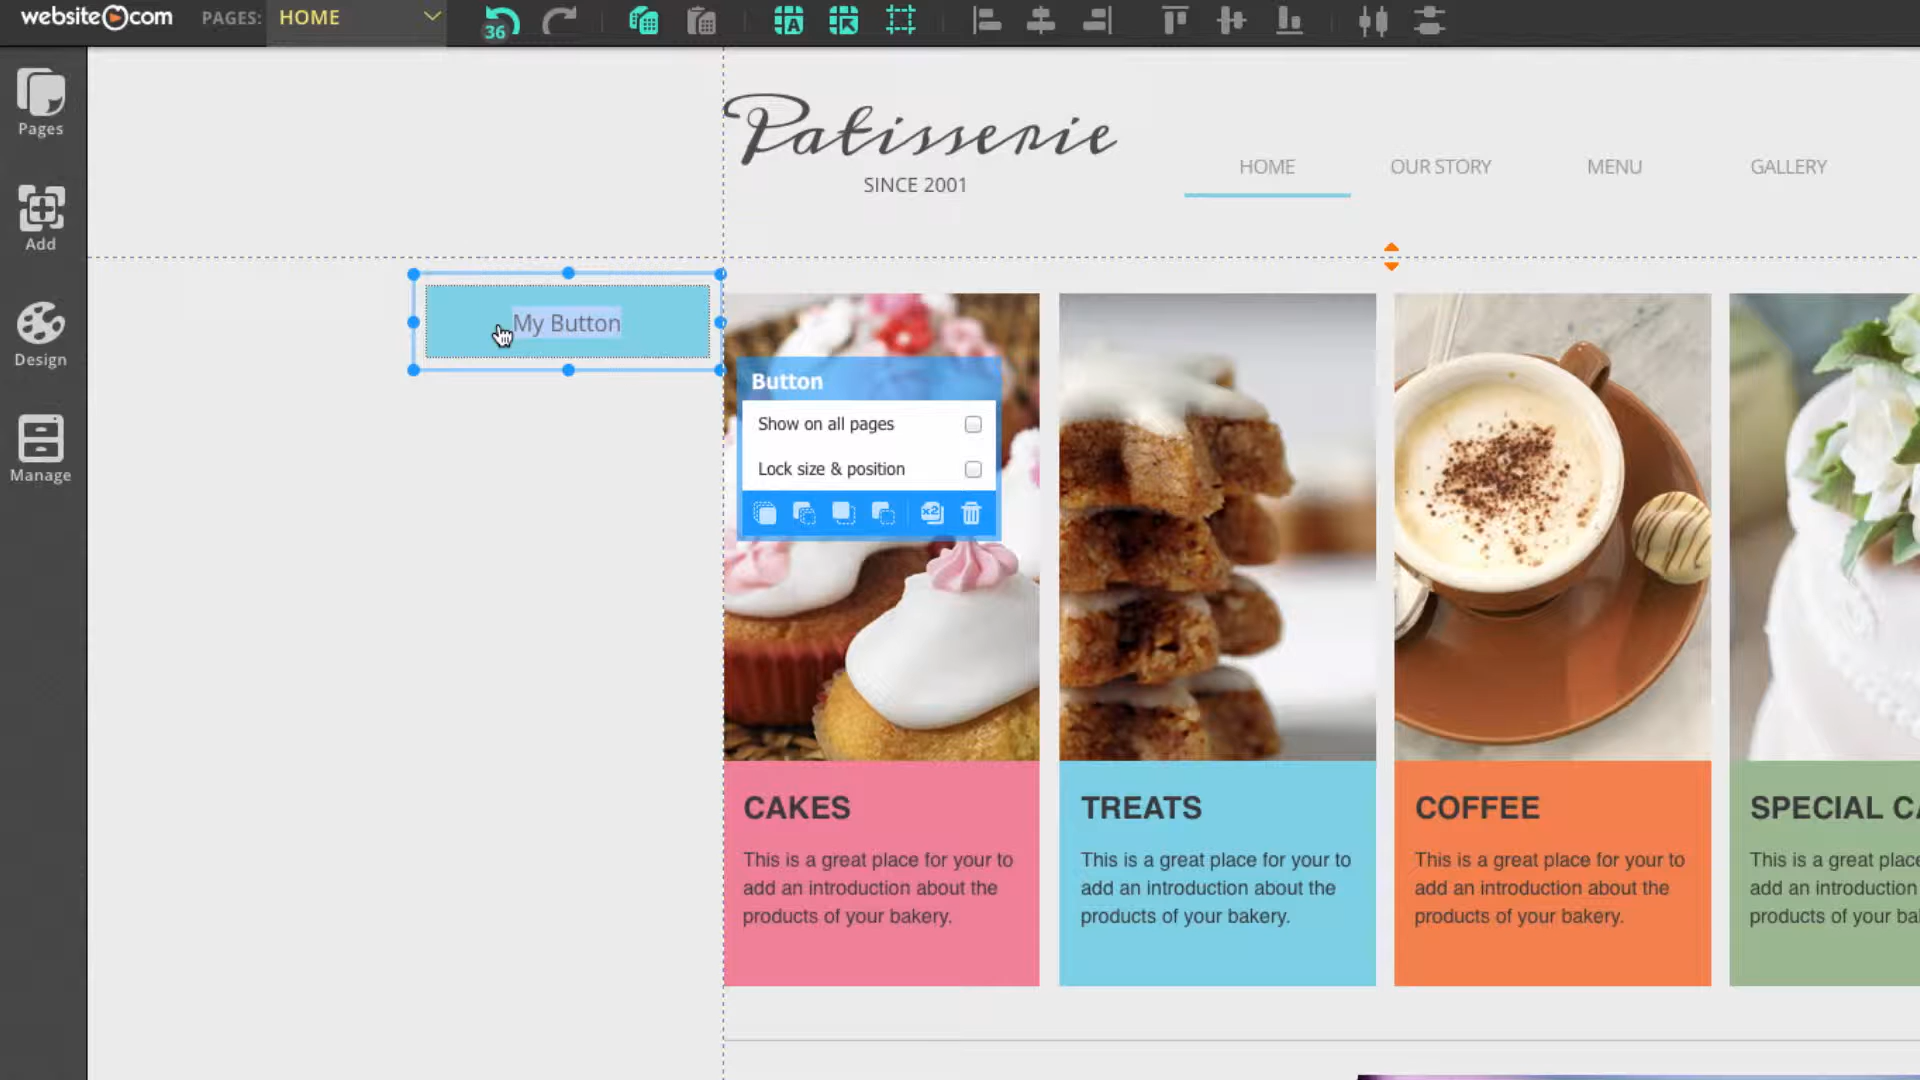 website.com
PAGES:
HOME
36
Pages
Add
Design
Manage
Patisserie
SINCE 2001
HOME
OUR STORY
MENU
GALLERY
My Button
Button
Show on all pages
Lock size & position
x2
CAKES
This is a great place for your to
add an introduction about the
products of your bakery.
TREATS
This is a great place for your to
add an introduction about the
products of your bakery.
COFFEE
This is a great place for your to
add an introduction about the
products of your bakery.
SPECIAL CA
This is a great place
add an introduction
products of your ba